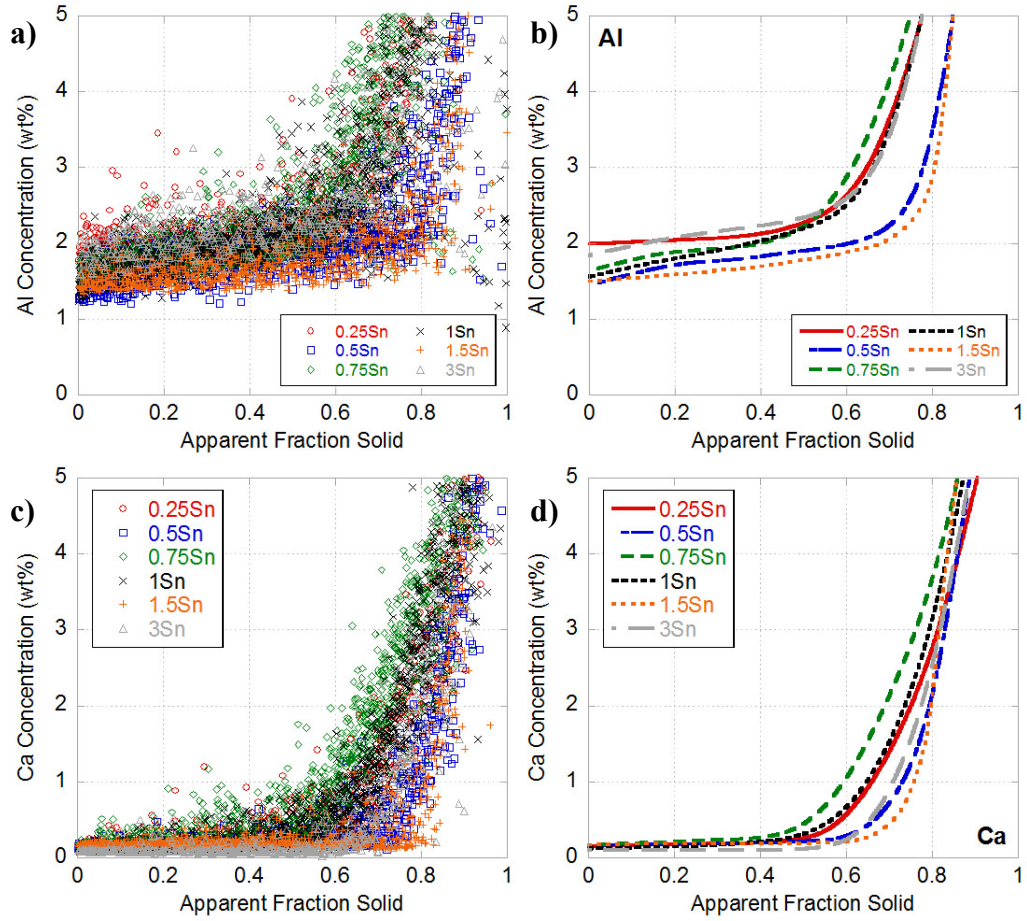 a)
Al Concentration (wt%)
5
4
3
2
1
0
0.25Sn 1Sn
0.5Sn 1.5Sn
0.75Sn 3Sn
0 0.2 0.4 0.6 0.8 1
Apparent Fraction Solid
b)
Al
Al Concentration (wt%)
5
4
3
2
1
0
0.25Sn 1Sn
0.5Sn 1.5Sn
0.75Sn 3Sn
0 0.2 0.4 0.6 0.8 1
Apparent Fraction Solid
c)
Ca Concentration (wt%)
5
4
3
2
1
0
0.25Sn
0.5Sn
0.75Sn
1Sn
1.5Sn
3Sn
0 0.2 0.4 0.6 0.8 1
Apparent Fraction Solid
d)
Ca Concentration (wt%)
5
4
3
2
1
0
0.25Sn
0.5Sn
0.75Sn
1Sn
1.5Sn
3Sn
Ca
0 0.2 0.4 0.6 0.8 1
Apparent Fraction Solid